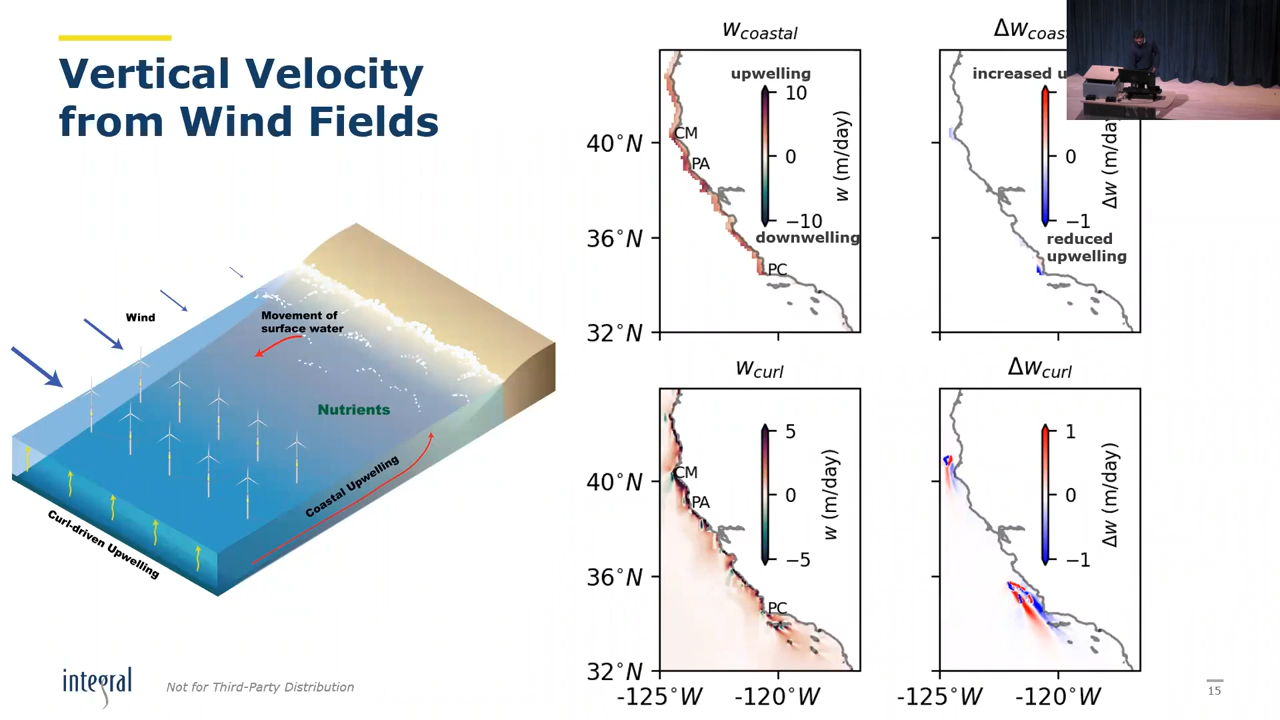 Vertical Velocity
from Wind Fields
Wind
Movement of
surface water
Nutrients
Coastal Upwelling
Curl-driven Upwelling
w_coastal
upwelling
10
0
−10
w (m/day)
downwelling
CM
PA
PC
40°N
36°N
32°N
increased
1
0
−1
reduced
upwelling
w_curl
5
0
−5
w (m/day)
CM
PA
PC
40°N
36°N
32°N
-125°W
-120°W
Δw_curl
1
0
−1
Δw (m/day)
-125°W
-120°W
integral
Not for Third-Party Distribution
15